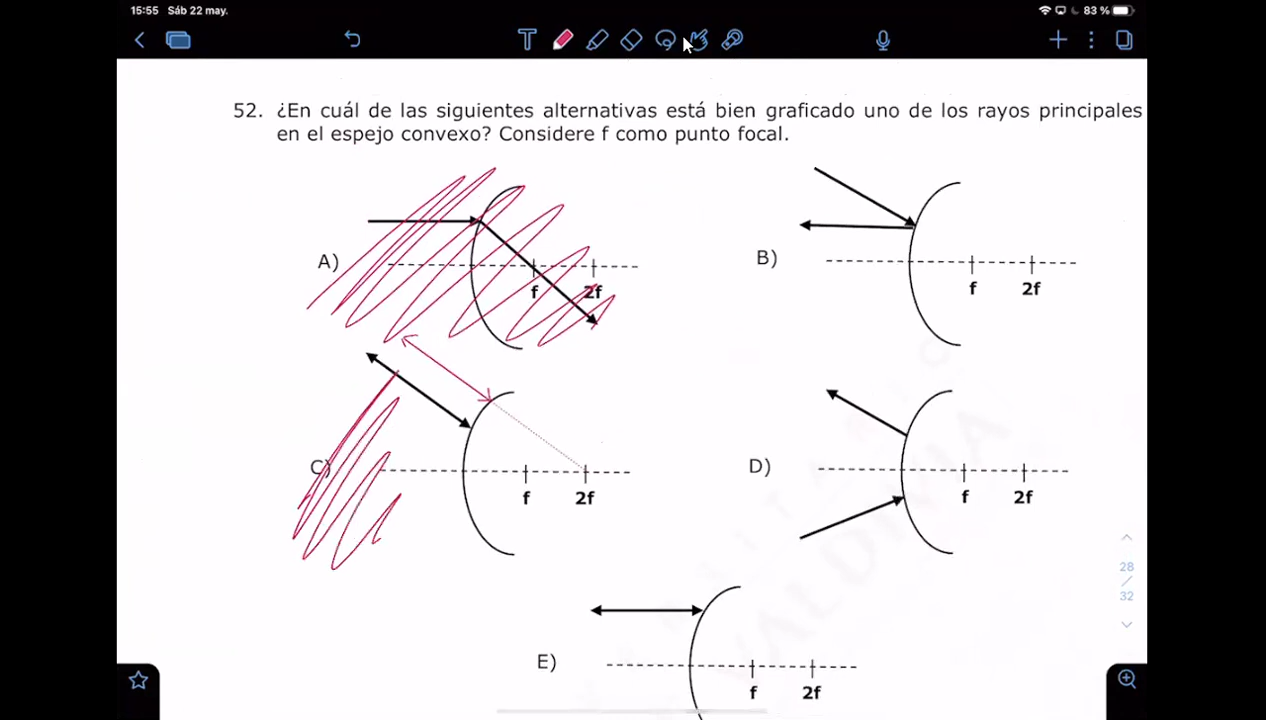 15:55 Sáb 22 may.
83 %
T
52. ¿En cuál de las siguientes alternativas está bien graficado uno de los rayos principales
en el espejo convexo? Considere f como punto focal.
A)
f 2f
B)
f 2f
C)
f 2f
D)
f 2f
E)
f 2f
28
/
32
VALDIVIA